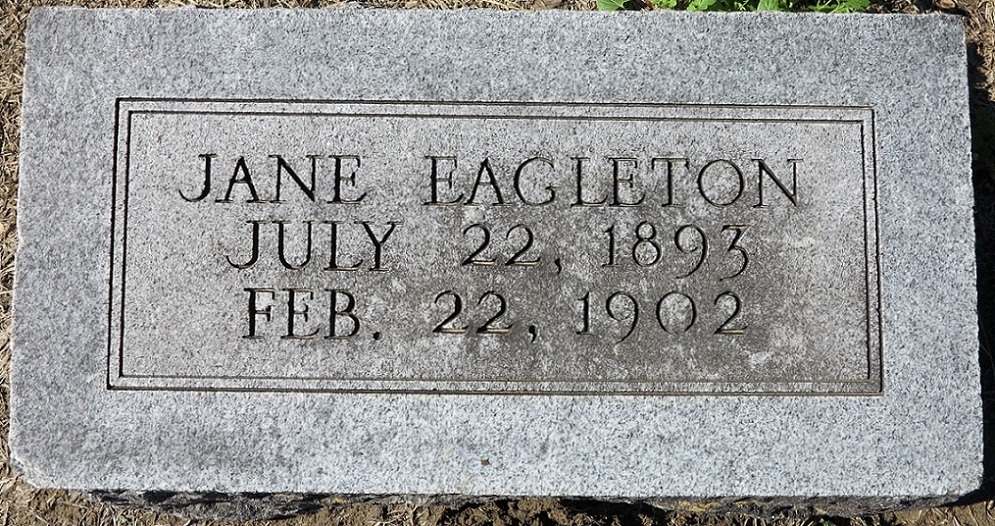 JANE EAGLETON
JULY 22, 1893
FEB. 22, 1902